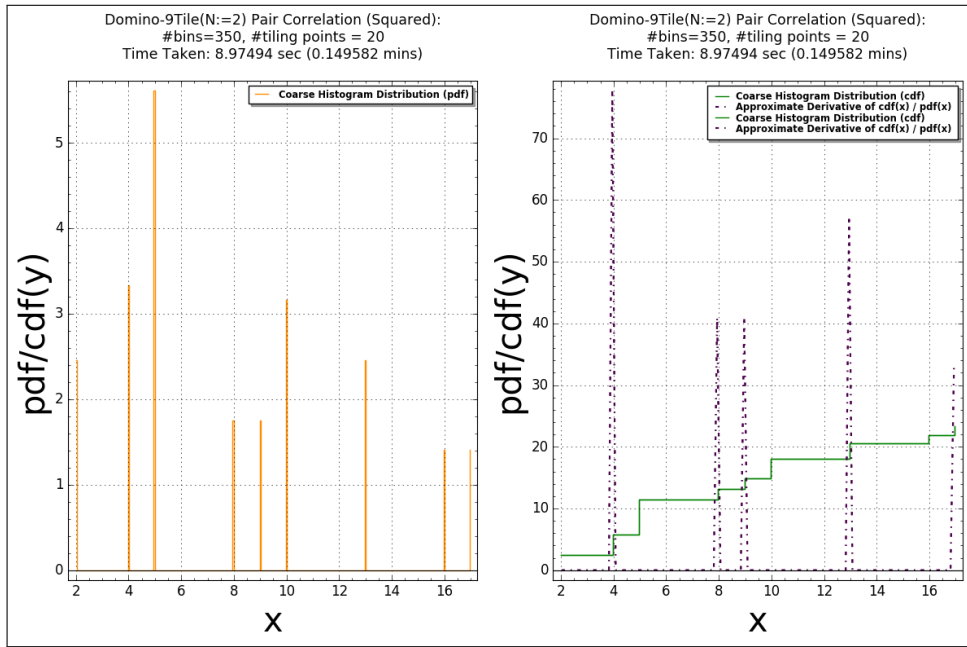 Domino-9Tile(N:=2) Pair Correlation (Squared):
#bins=350, #tiling points = 20
Time Taken: 8.97494 sec (0.149582 mins)
Coarse Histogram Distribution (pdf)
pdf/cdf(y)
5
4
3
2
1
0
2 4 6 8 10 12 14 16
x
Domino-9Tile(N:=2) Pair Correlation (Squared):
#bins=350, #tiling points = 20
Time Taken: 8.97494 sec (0.149582 mins)
Coarse Histogram Distribution (cdf)
Approximate Derivative of cdf(x) / pdf(x)
Coarse Histogram Distribution (cdf)
Approximate Derivative of cdf(x) / pdf(x)
pdf/cdf(y)
70
60
50
40
30
20
10
0
2 4 6 8 10 12 14 16
x